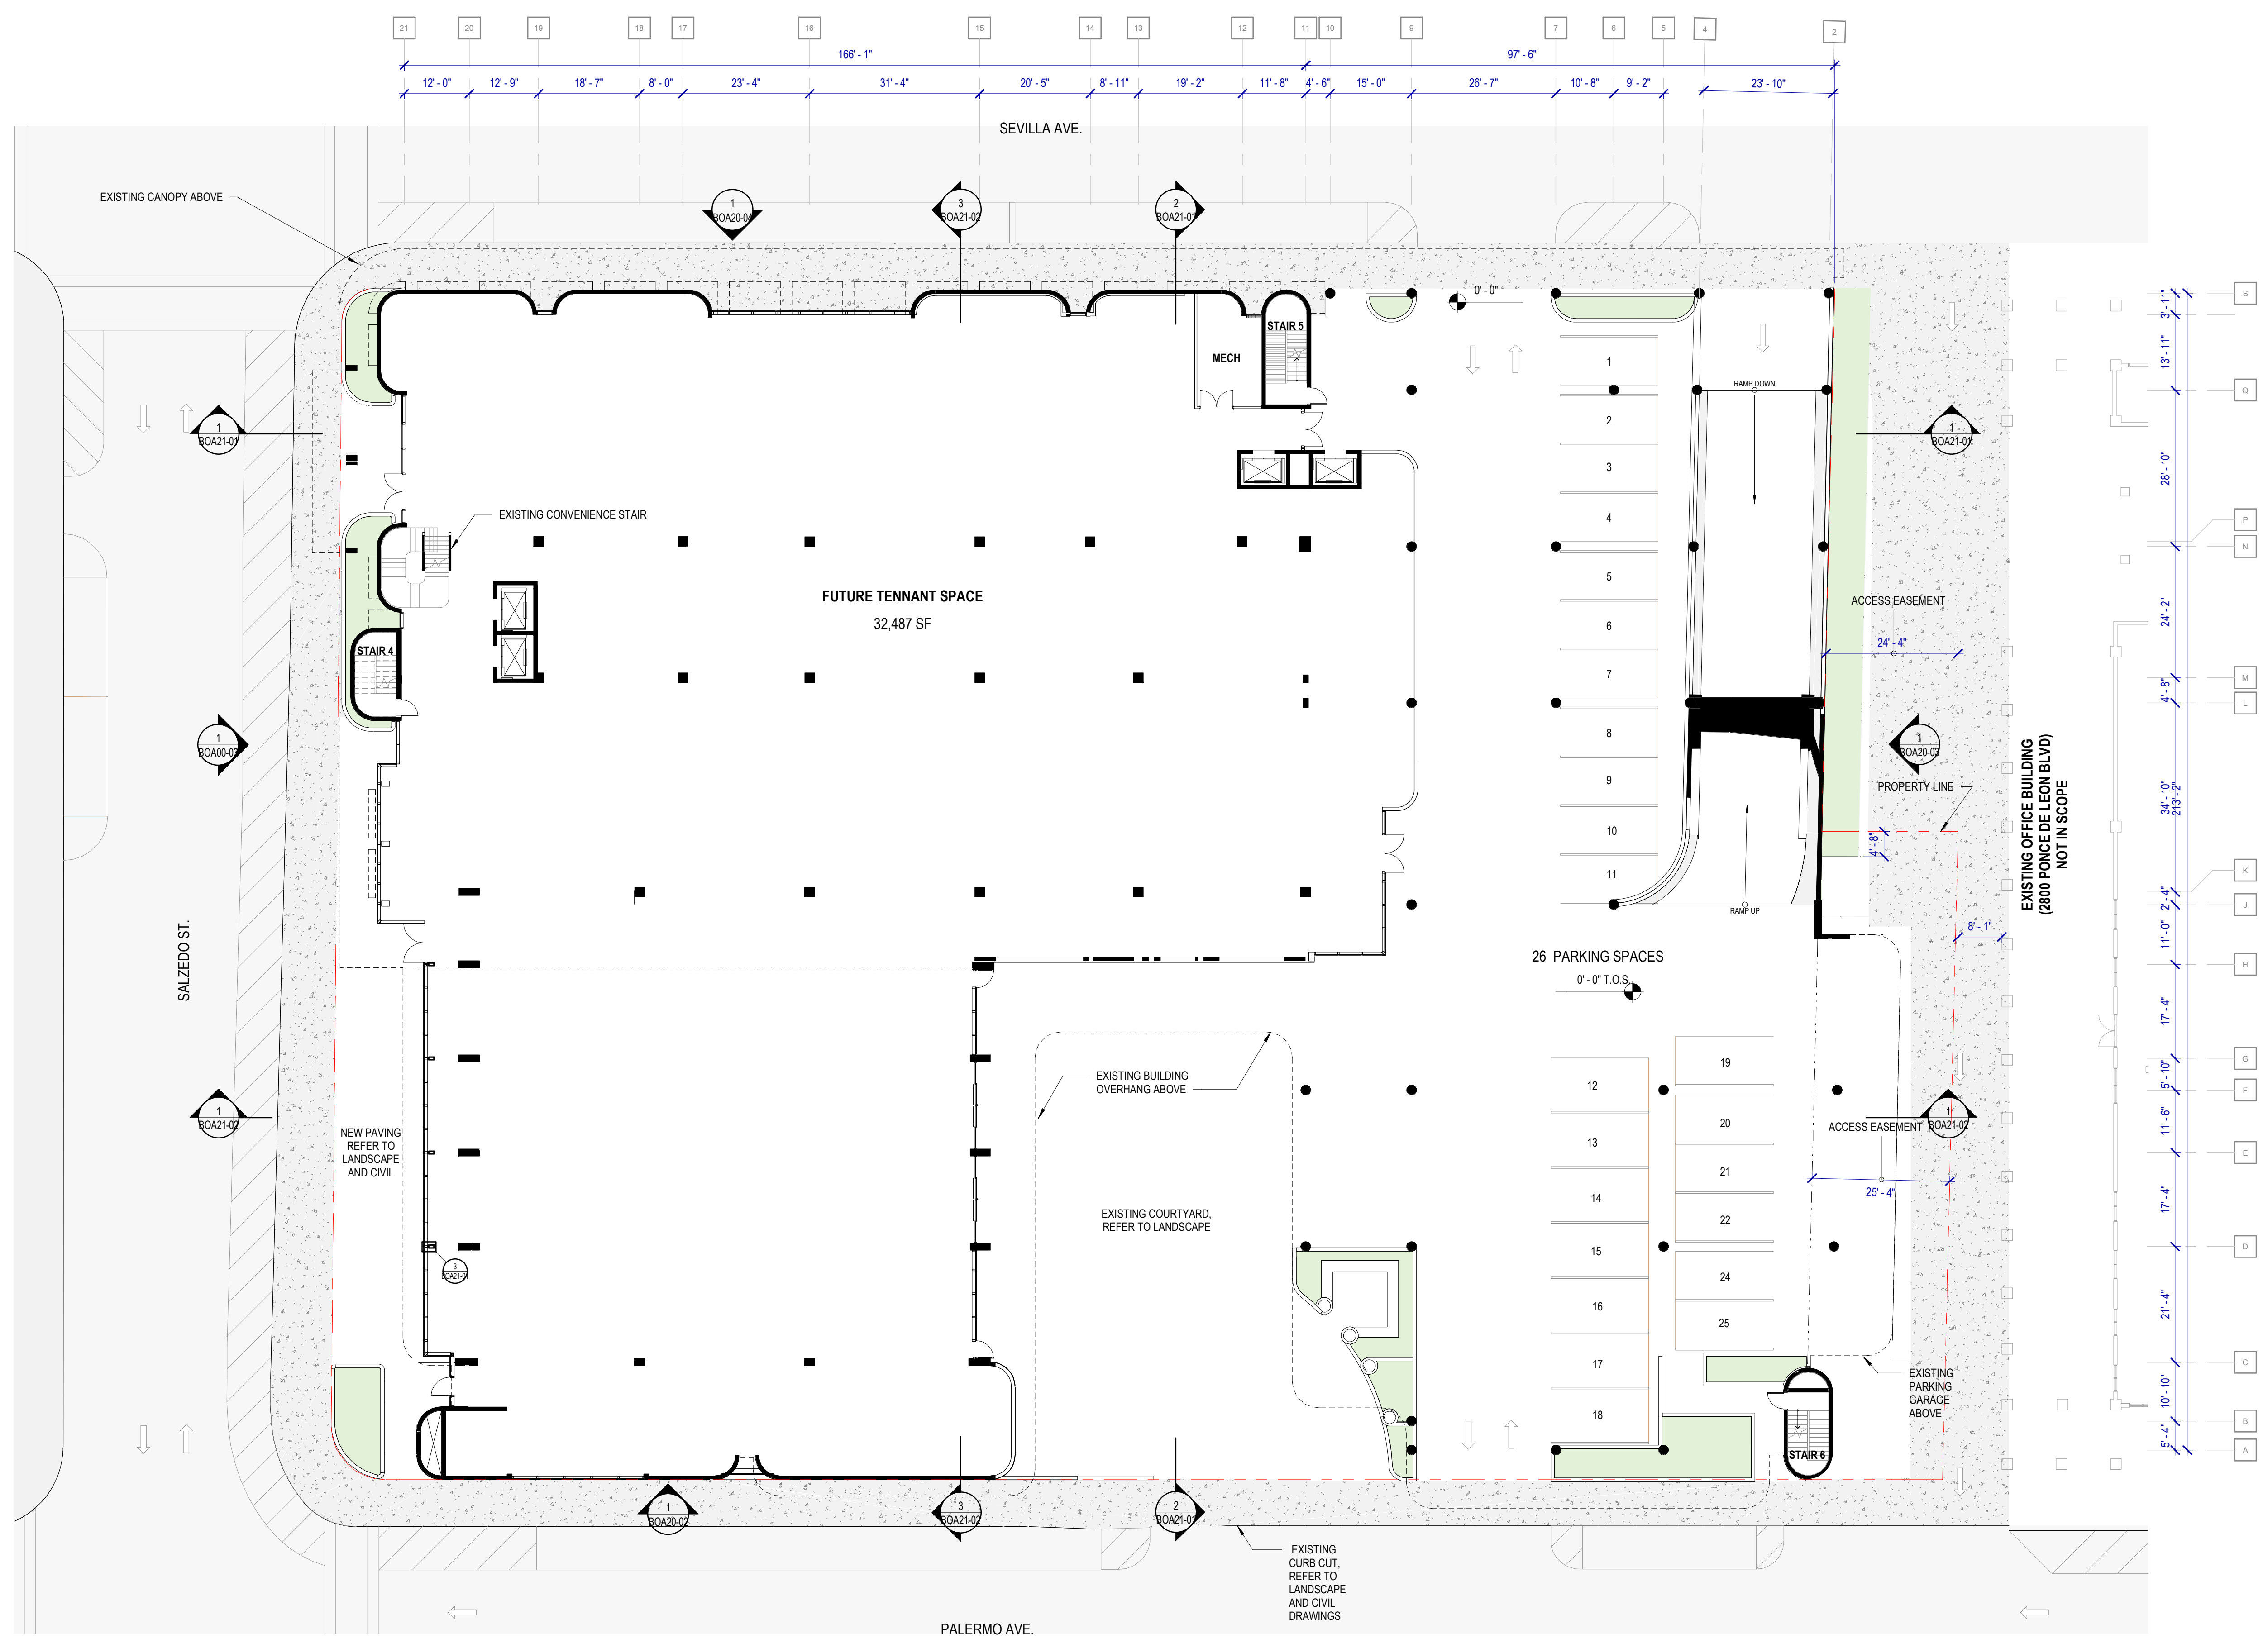 21 20 19 18 17 16 15 14 13 12 11 10 9 7 6 5 4 2
166' - 1" 97' - 6"
12' - 0" 12' - 9" 18' - 7" 8' - 0" 23' - 4" 31' - 4" 20' - 5" 8' - 11" 19' - 2" 11' - 8" 4' - 6" 15' - 0" 26' - 7" 10' - 8" 9' - 2" 23' - 10"
SEVILLA AVE.
EXISTING CANOPY ABOVE
1
BOA20-04
3
BOA21-02
2
BOA21-01
0' - 0"
S
3' - 11"
STAIR 5
MECH
1
13' - 11"
RAMP DOWN
Q
2
1
BOA21-01
1
BOA21-01
3
28' - 10"
4
EXISTING CONVENIENCE STAIR
P
N
5
FUTURE TENNANT SPACE
32,487 SF
ACCESS EASEMENT
24' - 2"
6
24' - 4"
STAIR 4
7
M
4' - 8"
L
8
1
BOA00-03
1
BOA20-03
9
PROPERTY LINE
34' - 10"
213' - 2"
EXISTING OFFICE BUILDING
(2800 PONCE DE LEON BLVD)
NOT IN SCOPE
10
4' - 8"
11
K
2' - 4"
RAMP UP
J
8' - 1"
11' - 0"
SALZEDO ST.
26 PARKING SPACES
H
0' - 0" T.O.S.
17' - 4"
G
19
EXISTING BUILDING
OVERHANG ABOVE
12
5' - 10"
F
1
BOA21-02
20
ACCESS EASEMENT
1
BOA21-02
11' - 6"
NEW PAVING
REFER TO
LANDSCAPE
AND CIVIL
13
E
21
25' - 4"
14
17' - 4"
EXISTING COURTYARD,
REFER TO LANDSCAPE
22
15
D
3
BOA21-01
24
16
21' - 4"
25
17
C
EXISTING
PARKING
GARAGE
ABOVE
10' - 10"
18
B
5' - 4"
A
STAIR 6
1
BOA20-02
3
BOA21-02
2
BOA21-01
EXISTING
CURB CUT,
REFER TO
LANDSCAPE
AND CIVIL
DRAWINGS
PALERMO AVE.